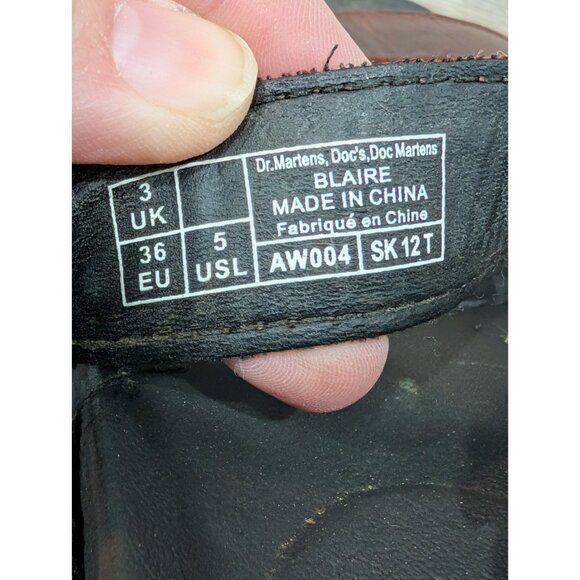 3
UK
36
EU
5
USL
Dr.Martens, Doc's, Doc Martens
BLAIRE
MADE IN CHINA
Fabriqué en Chine
AW004
SK 12 T